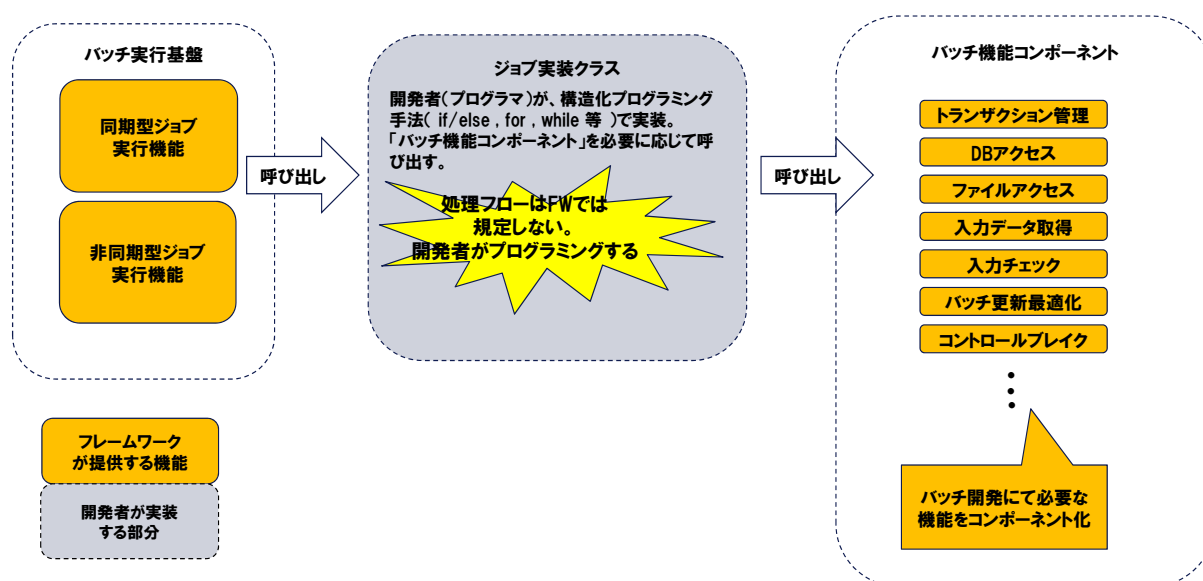 バッチ実行基盤
同期型ジョブ
実行機能
非同期型ジョブ
実行機能
呼び出し
ジョブ実装クラス
開発者(プログラマ)が、構造化プログラミング
手法( if/else , for , while 等 )で実装。
「バッチ機能コンポーネント」を必要に応じて呼
び出す。
処理フローはFWでは
規定しない。
開発者がプログラミングする
呼び出し
バッチ機能コンポーネント
トランザクション管理
DBアクセス
ファイルアクセス
入力データ取得
入力チェック
バッチ更新最適化
コントロールブレイク
バッチ開発にて必要な
機能をコンポーネント化
フレームワーク
が提供する機能
開発者が実装
する部分